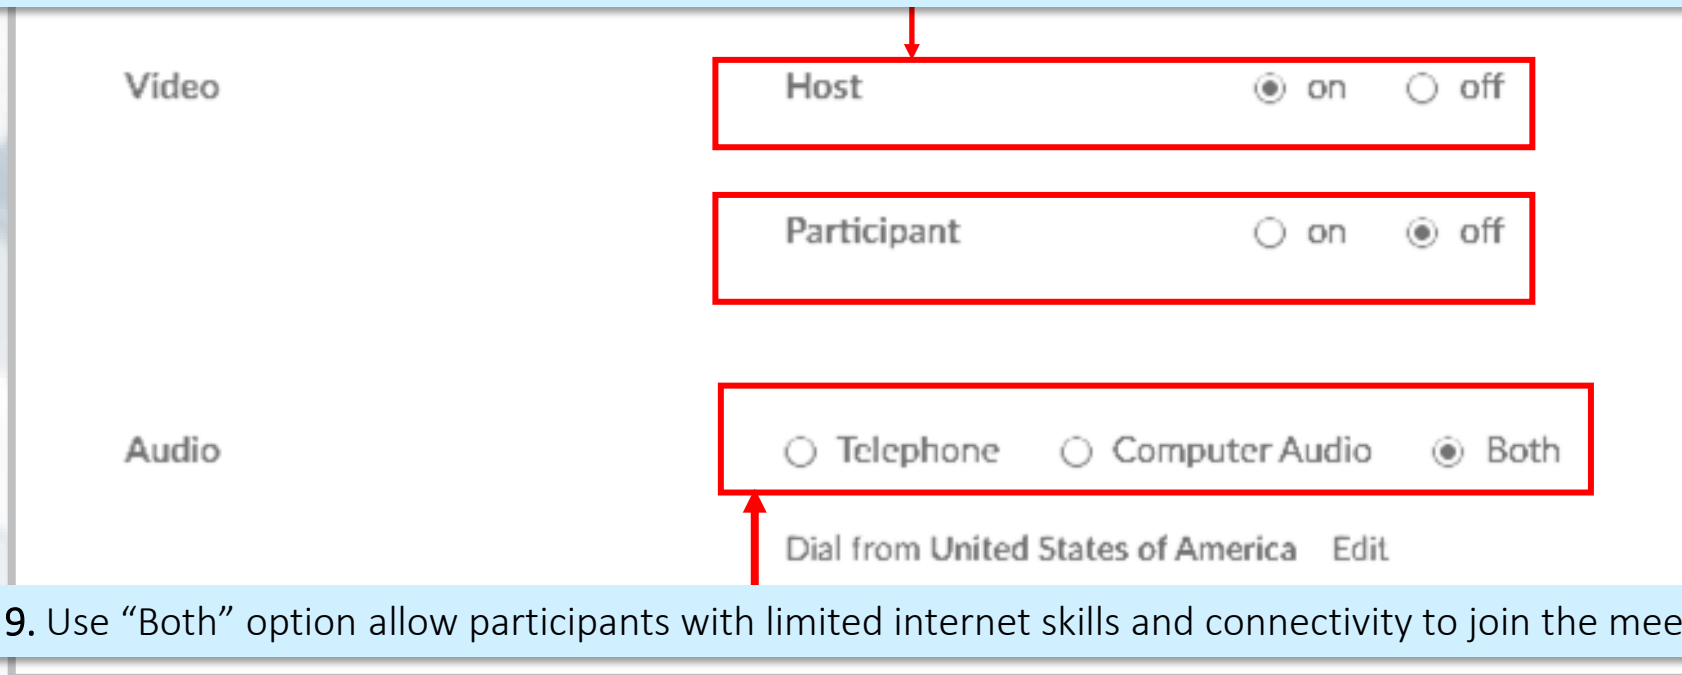 Video Host on off
Participant on off
Audio Telephone Computer Audio Both
Dial from United States of America Edit
9. Use “Both” option allow participants with limited internet skills and connectivity to join the mee